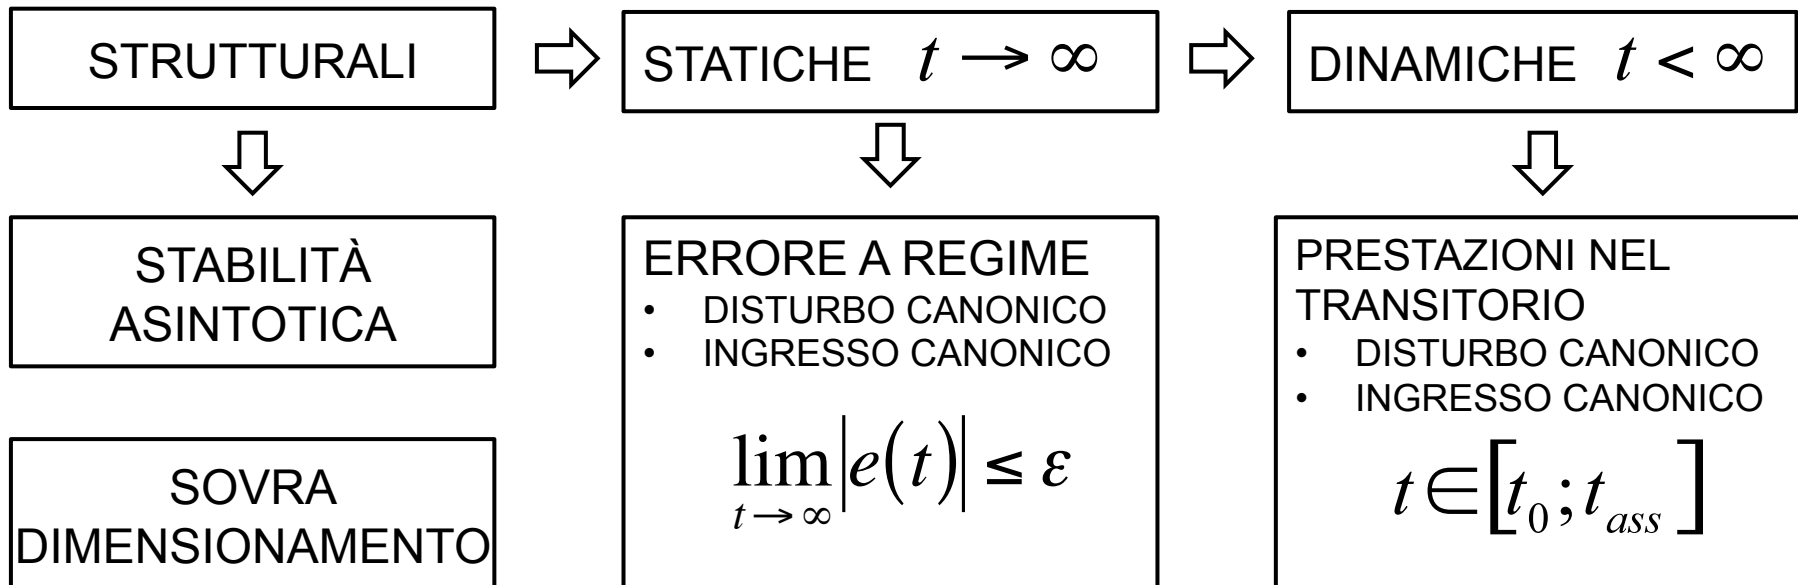 STRUTTURALI
STATICHE t → ∞
DINAMICHE t < ∞
STABILITÀ
ASINTOTICA
SOVRA
DIMENSIONAMENTO
ERRORE A REGIME
• DISTURBO CANONICO
• INGRESSO CANONICO
lim |e(t)| ≤ ε
t → ∞
PRESTAZIONI NEL
TRANSITORIO
• DISTURBO CANONICO
• INGRESSO CANONICO
t ∈ [t₀; tₐₛₛ]